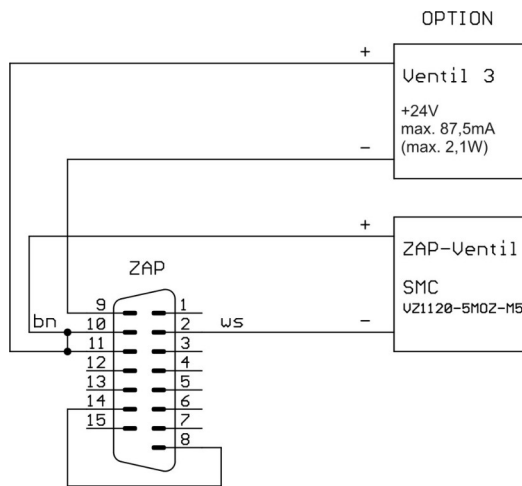 OPTION
+
Ventil 3
+24V
max. 87,5mA
(max. 2,1W)
–
+
ZAP-Ventil
SMC
VZ1120-5MOZ-M5
–
ZAP
bn
ws
9
10
11
12
13
14
15
1
2
3
4
5
6
7
8